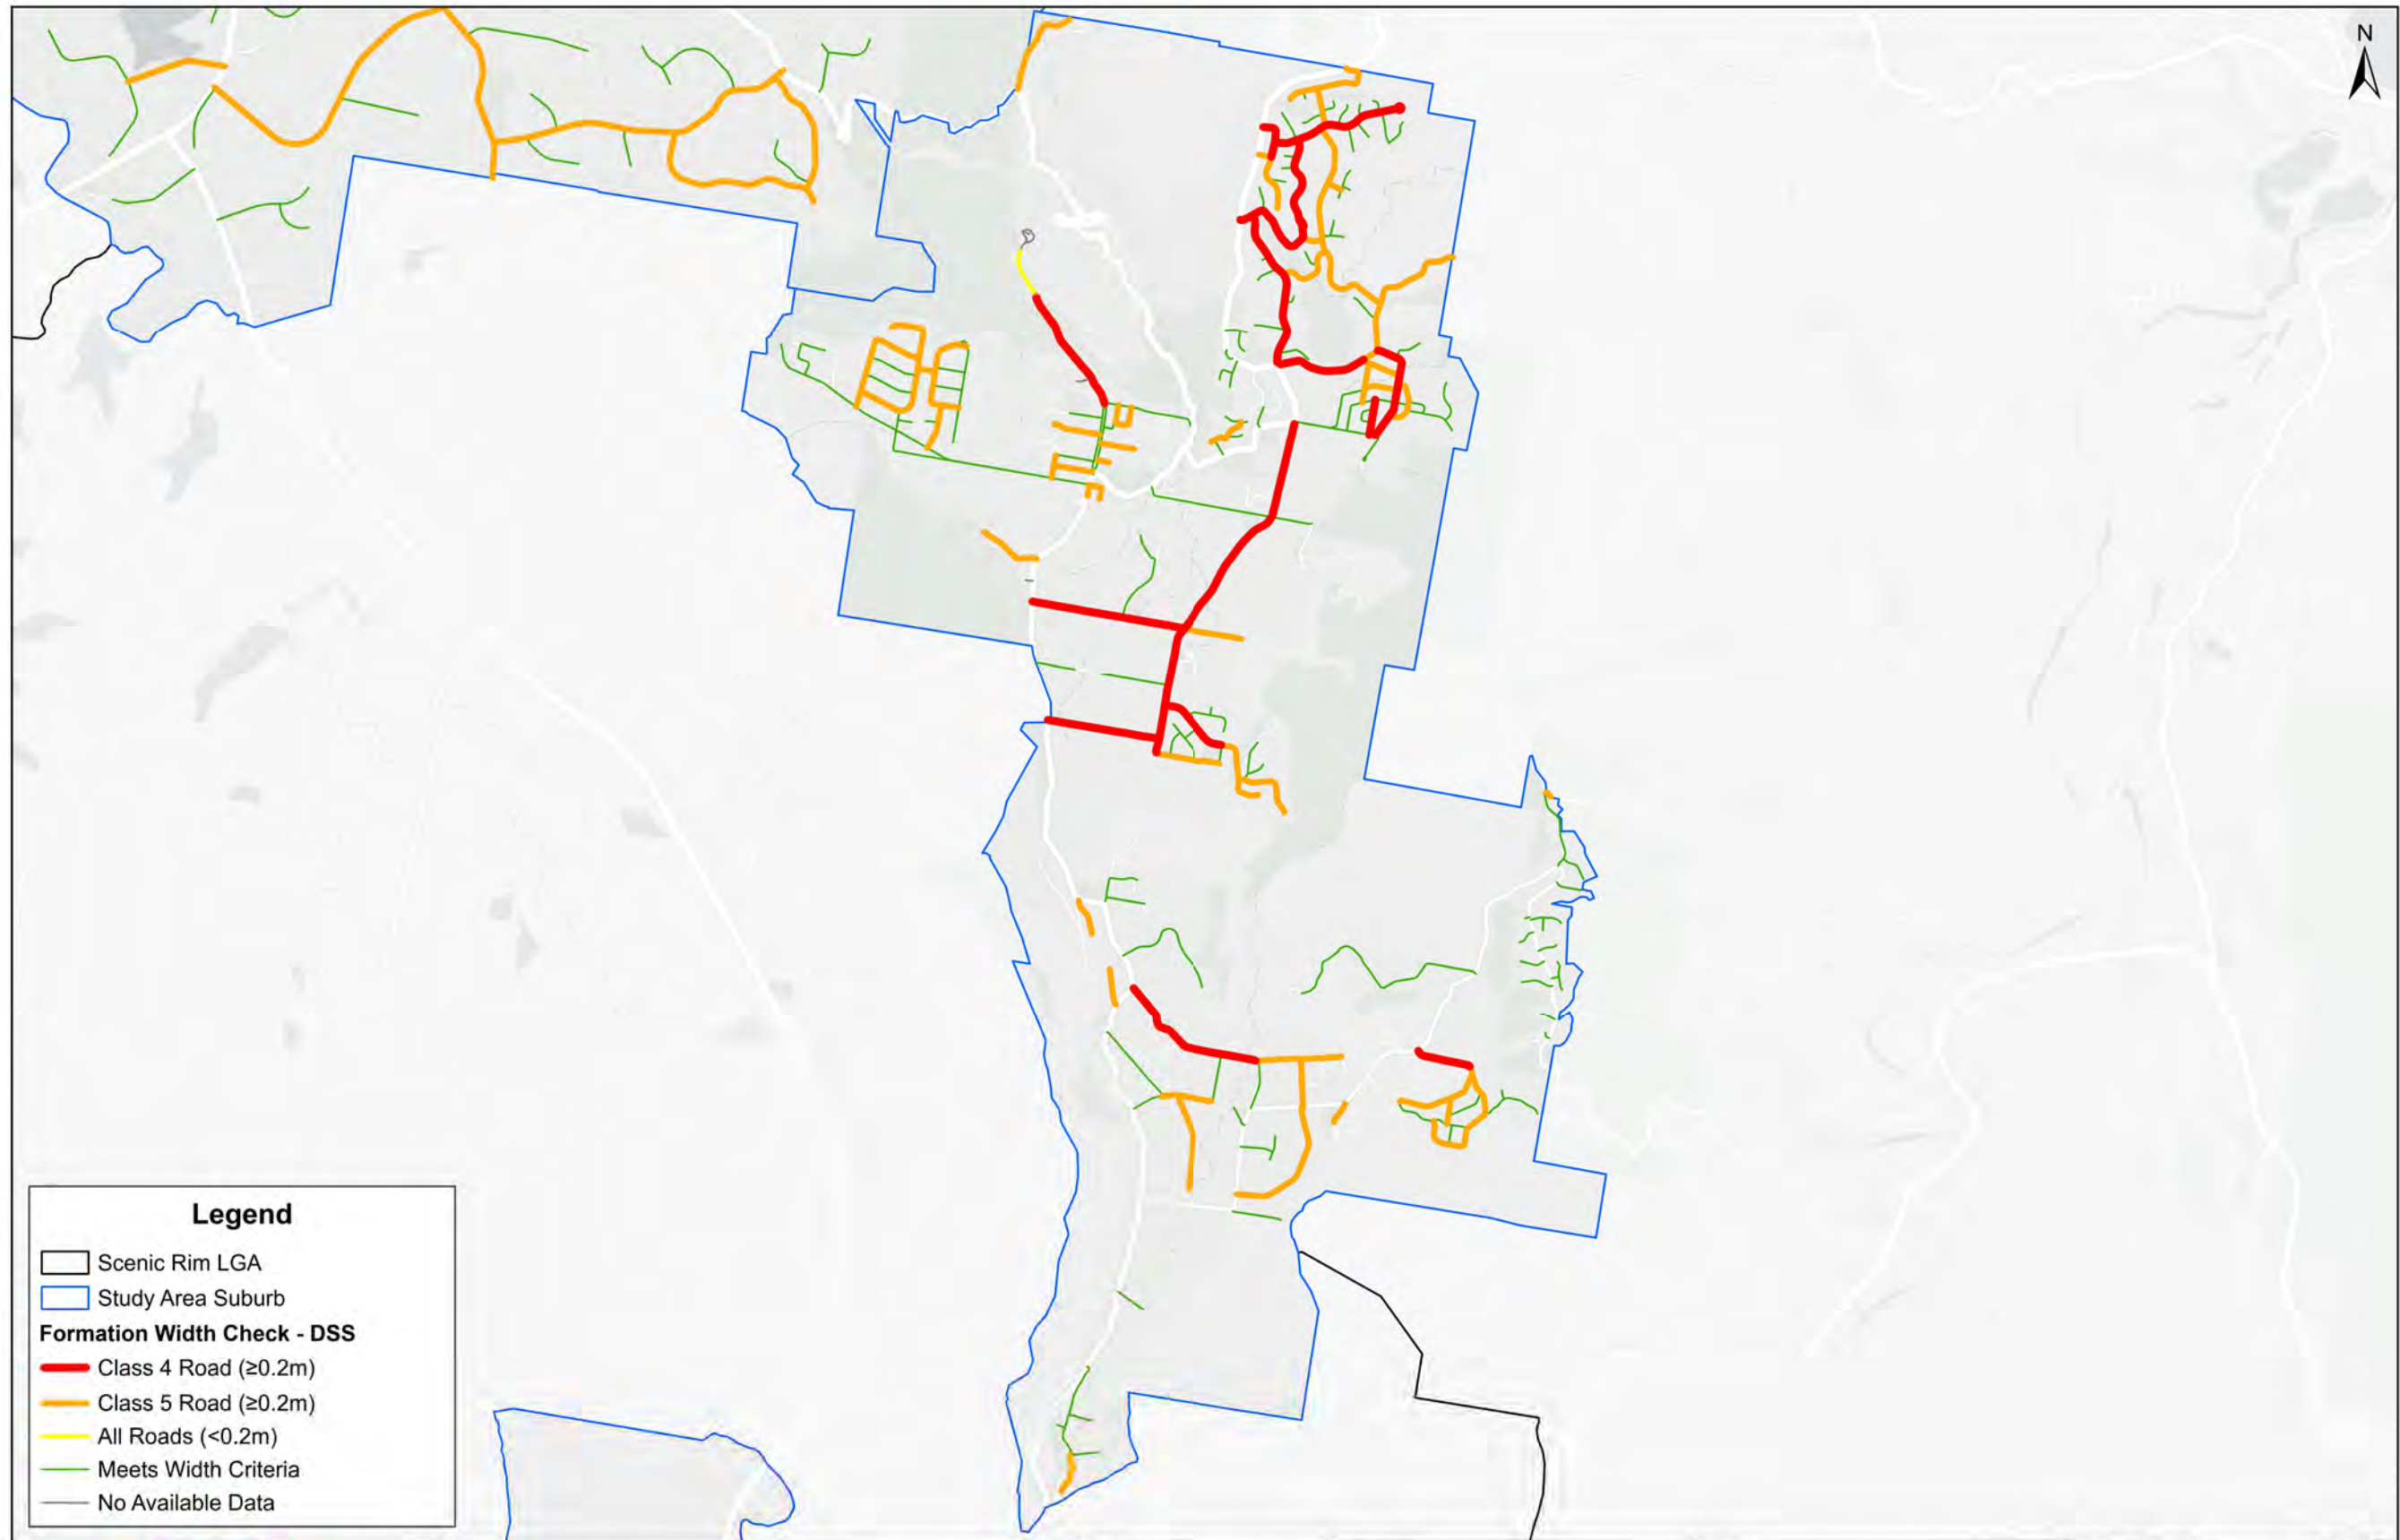 N
Legend
Scenic Rim LGA
Study Area Suburb
Formation Width Check - DSS
Class 4 Road (≥0.2m)
Class 5 Road (≥0.2m)
All Roads (<0.2m)
Meets Width Criteria
No Available Data